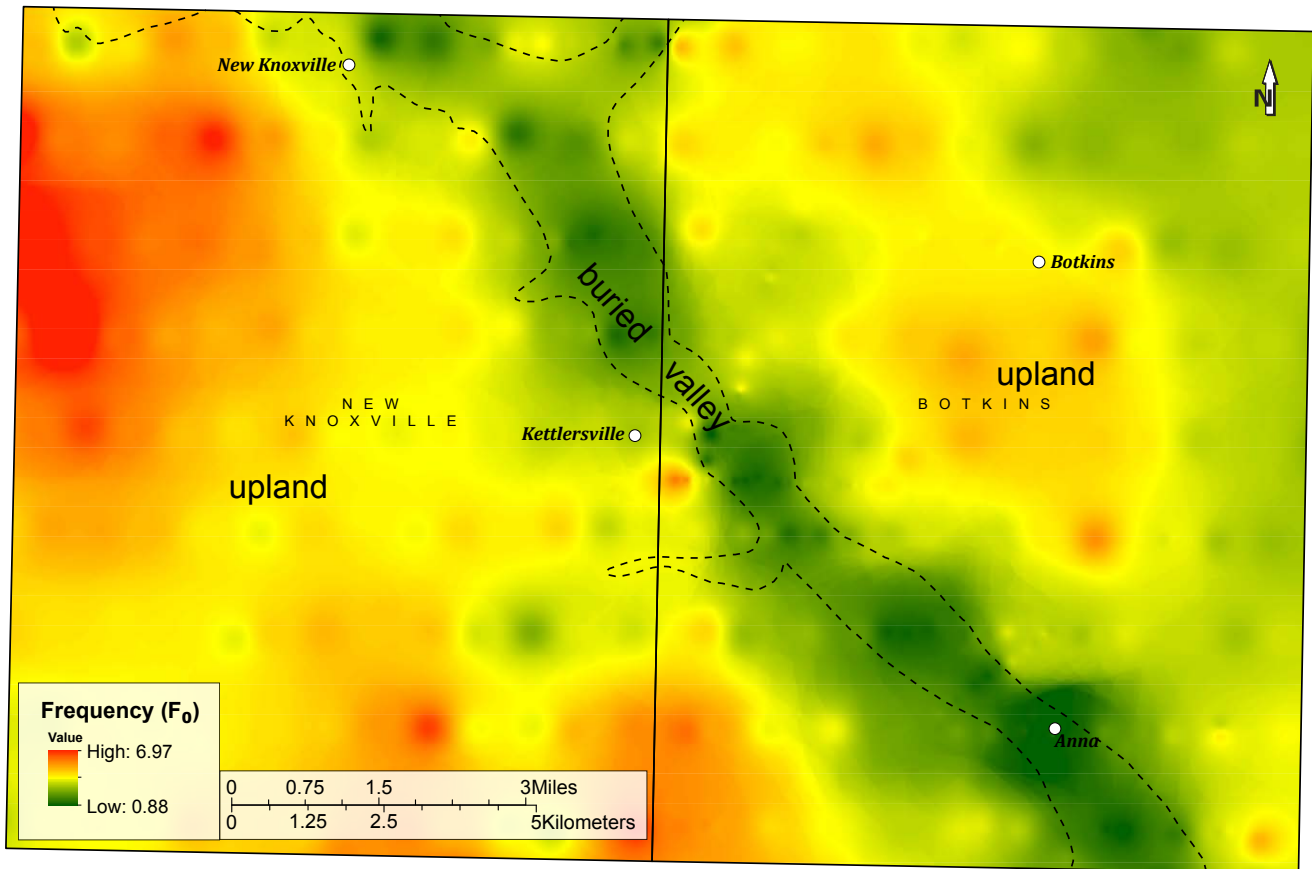 New Knoxville
N
Botkins
buried
valley
upland
NEW
KNOXVILLE
BOTKINS
Kettlersville
upland
Anna
Frequency (F₀)
Value
High: 6.97
Low: 0.88
0 0.75 1.5 3Miles
0 1.25 2.5 5Kilometers